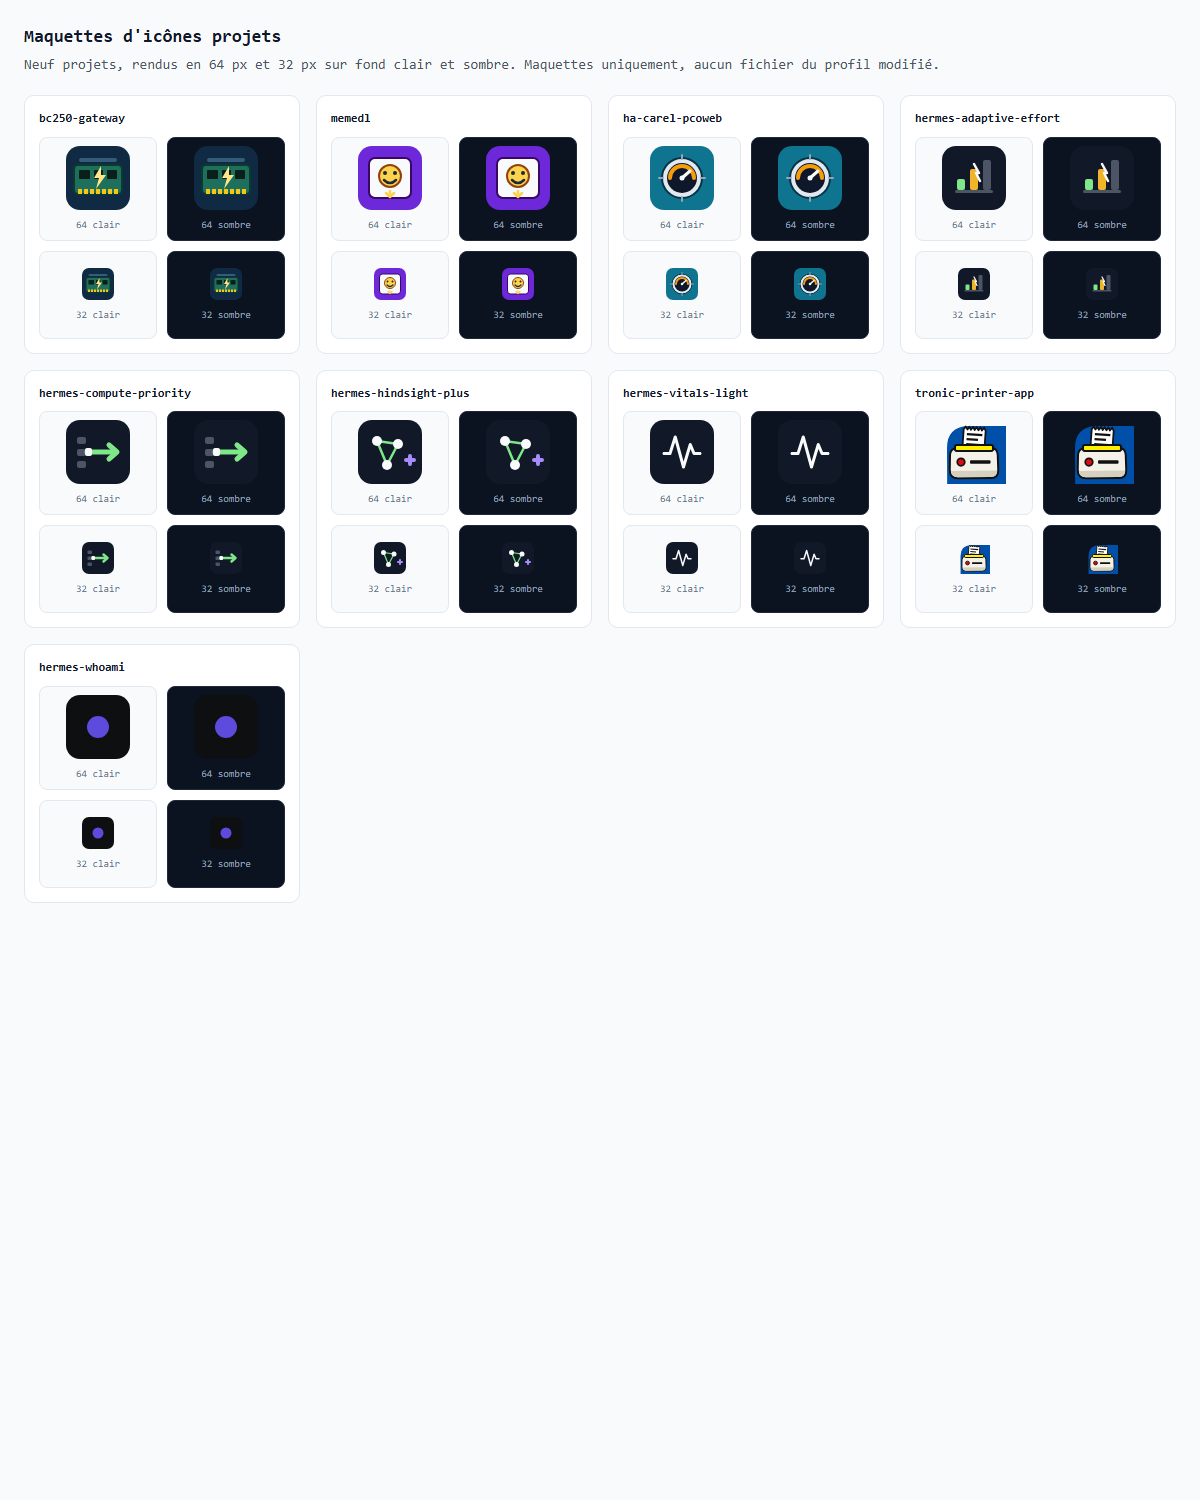 Maquettes d'icônes projets
Neuf projets, rendus en 64 px et 32 px sur fond clair et sombre. Maquettes uniquement, aucun fichier du profil modifié.
bc250-gateway
64 clair
64 sombre
32 clair
32 sombre
memedl
64 clair
64 sombre
32 clair
32 sombre
ha-carel-pcoweb
64 clair
64 sombre
32 clair
32 sombre
hermes-adaptive-effort
64 clair
64 sombre
32 clair
32 sombre
hermes-compute-priority
64 clair
64 sombre
32 clair
32 sombre
hermes-hindsight-plus
64 clair
64 sombre
32 clair
32 sombre
hermes-vitals-light
64 clair
64 sombre
32 clair
32 sombre
tronic-printer-app
64 clair
64 sombre
32 clair
32 sombre
hermes-whoami
64 clair
64 sombre
32 clair
32 sombre